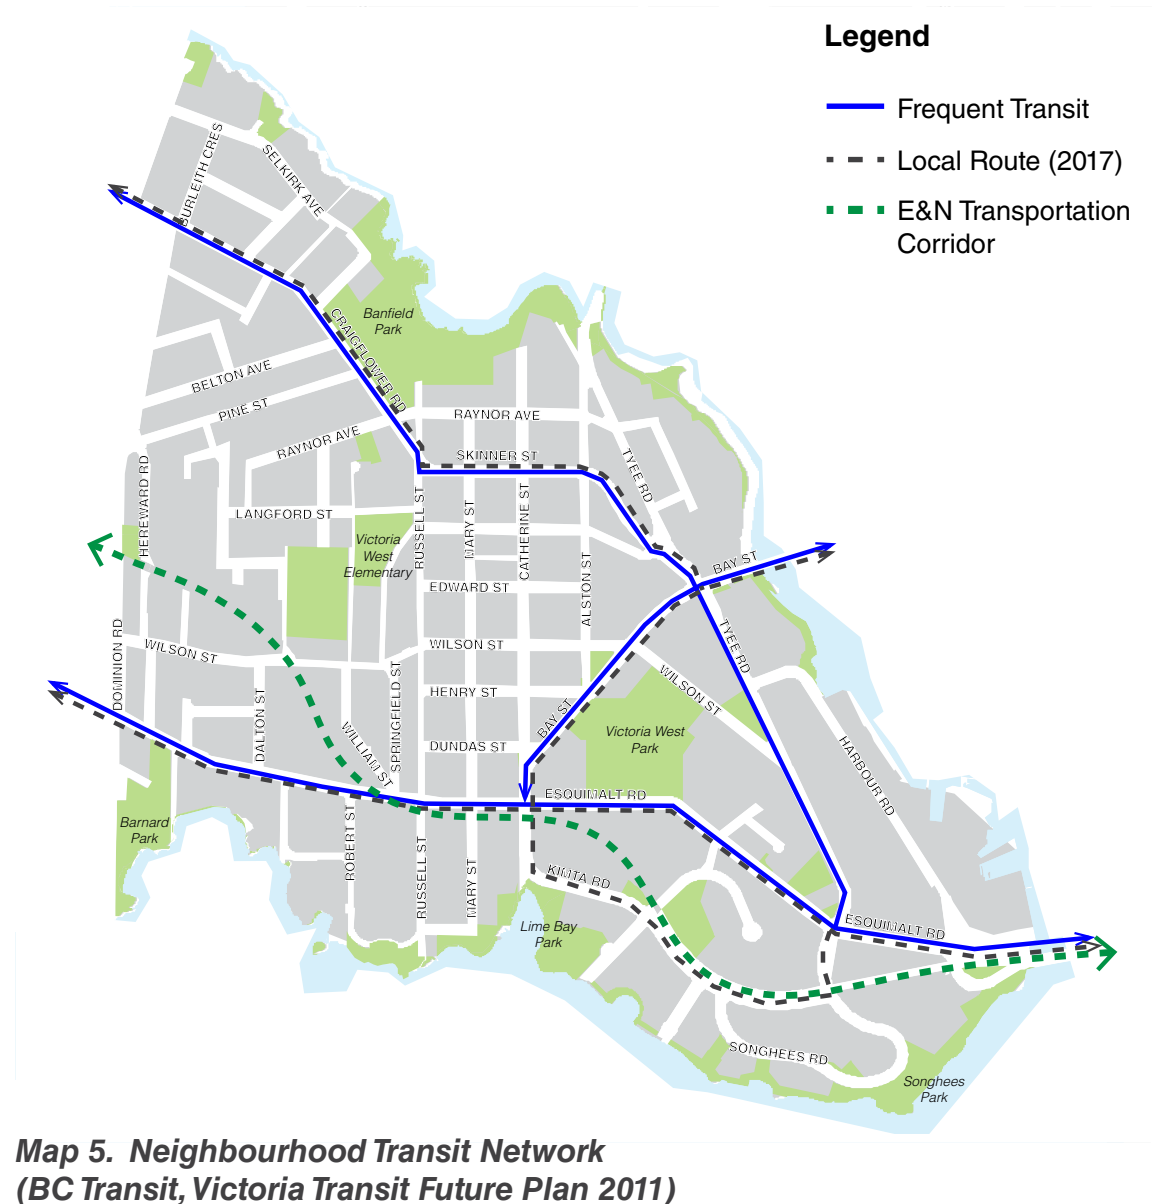 Legend
Frequent Transit
Local Route (2017)
E&N Transportation
Corridor
BURLEITH CRES
SELKIRK AVE
Banfield
Park
CRAIGFLOWER RD
BELTON AVE
PINE ST
RAYNOR AVE
RAYNOR AVE
SKINNER ST
TYEE RD
HEREWARD RD
LANGFORD ST
RUSSELL ST
MARY ST
CATHERINE ST
Victoria
West
Elementary
ALSTON ST
BAY ST
EDWARD ST
DOMINION RD
WILSON ST
WILSON ST
TYEE RD
SPRINGFIELD ST
HENRY ST
WILSON ST
DALTON ST
WILLIAM ST
BAY ST
DUNDAS ST
Victoria West
Park
HARBOUR RD
ESQUIMALT RD
Barnard
Park
ROBERT ST
RUSSELL ST
MARY ST
KIMTA RD
Lime Bay
Park
ESQUIMALT RD
SONGHEES RD
Songhees
Park
Map 5. Neighbourhood Transit Network
(BC Transit, Victoria Transit Future Plan 2011)